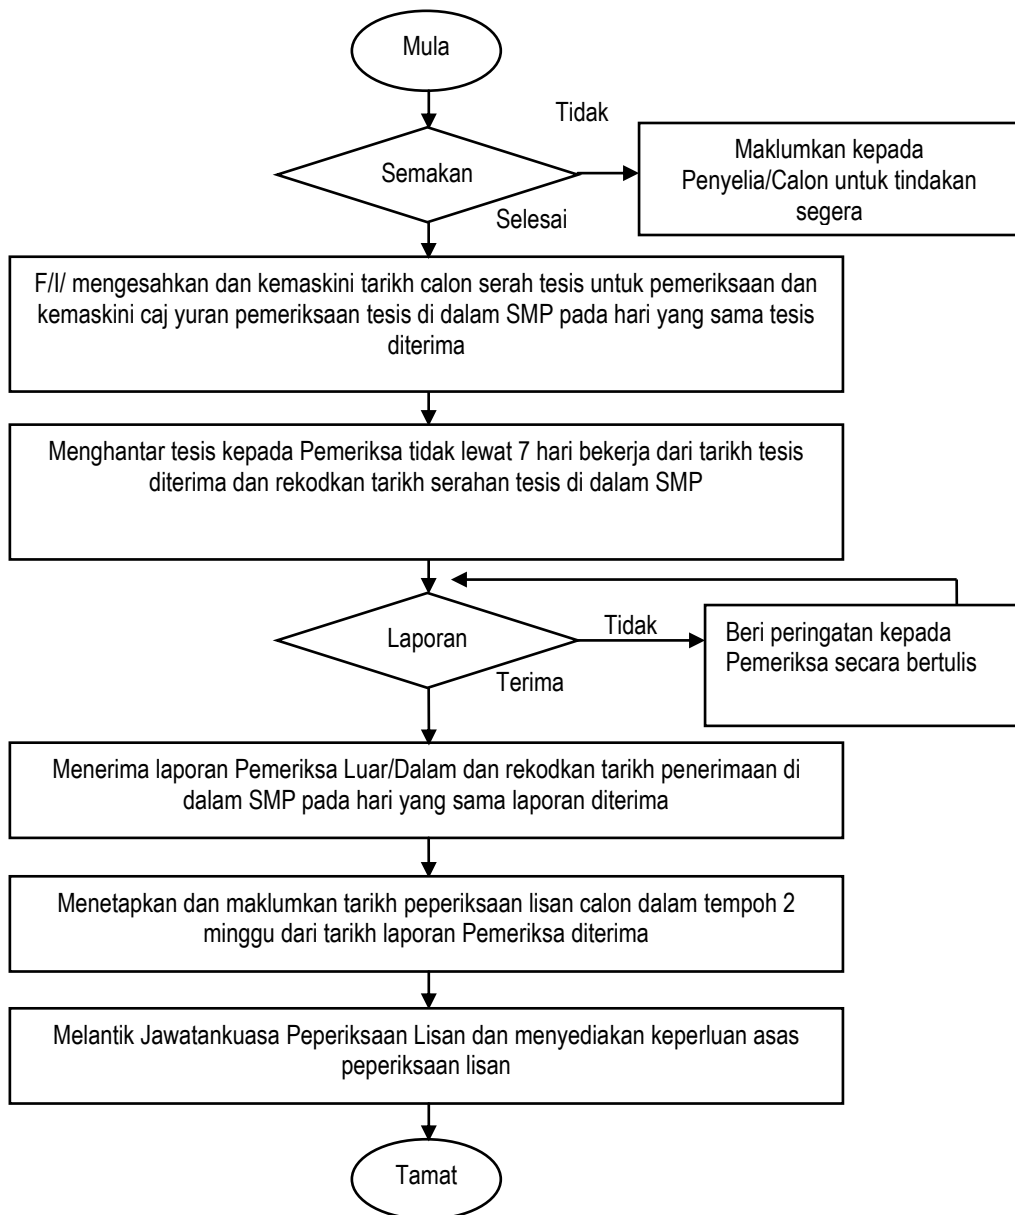 Mula
Tidak
Semakan
Maklumkan kepada
Penyelia/Calon untuk tindakan
segera
Selesai
F/I/ mengesahkan dan kemaskini tarikh calon serah tesis untuk pemeriksaan dan
kemaskini caj yuran pemeriksaan tesis di dalam SMP pada hari yang sama tesis
diterima
Menghantar tesis kepada Pemeriksa tidak lewat 7 hari bekerja dari tarikh tesis
diterima dan rekodkan tarikh serahan tesis di dalam SMP
Laporan
Tidak
Beri peringatan kepada
Pemeriksa secara bertulis
Terima
Menerima laporan Pemeriksa Luar/Dalam dan rekodkan tarikh penerimaan di
dalam SMP pada hari yang sama laporan diterima
Menetapkan dan maklumkan tarikh peperiksaan lisan calon dalam tempoh 2
minggu dari tarikh laporan Pemeriksa diterima
Melantik Jawatankuasa Peperiksaan Lisan dan menyediakan keperluan asas
peperiksaan lisan
Tamat